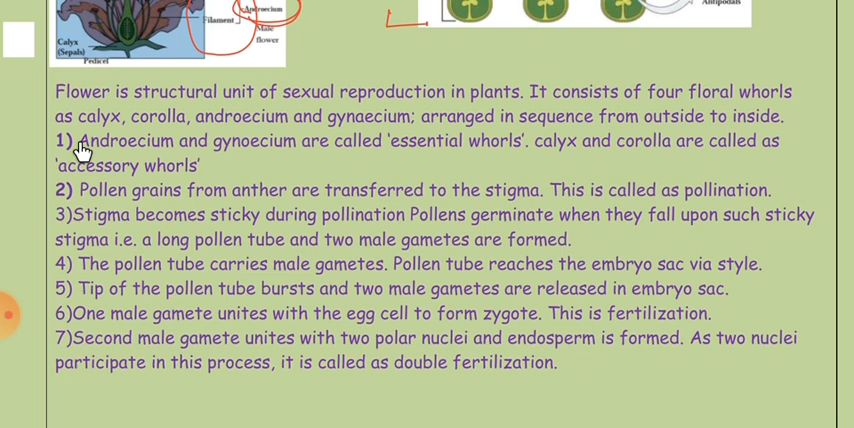 Androecium
Filament
Male
flower
Calyx
(Sepals)
Pedicel
Antipodals
Flower is structural unit of sexual reproduction in plants. It consists of four floral whorls
as calyx, corolla, androecium and gynaecium; arranged in sequence from outside to inside.
1) Androecium and gynoecium are called ‘essential whorls’. calyx and corolla are called as
‘accessory whorls’
2) Pollen grains from anther are transferred to the stigma. This is called as pollination.
3)Stigma becomes sticky during pollination Pollens germinate when they fall upon such sticky
stigma i.e. a long pollen tube and two male gametes are formed.
4) The pollen tube carries male gametes. Pollen tube reaches the embryo sac via style.
5) Tip of the pollen tube bursts and two male gametes are released in embryo sac.
6)One male gamete unites with the egg cell to form zygote. This is fertilization.
7)Second male gamete unites with two polar nuclei and endosperm is formed. As two nuclei
participate in this process, it is called as double fertilization.